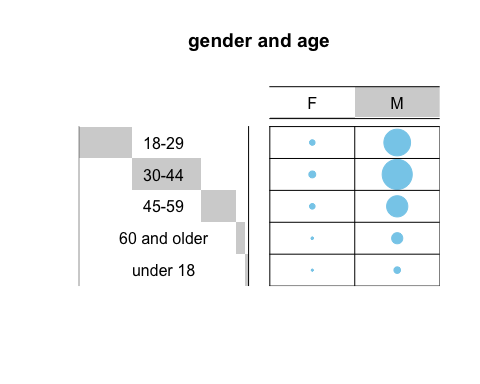 gender and age
F M
18-29
30-44
45-59
60 and older
under 18